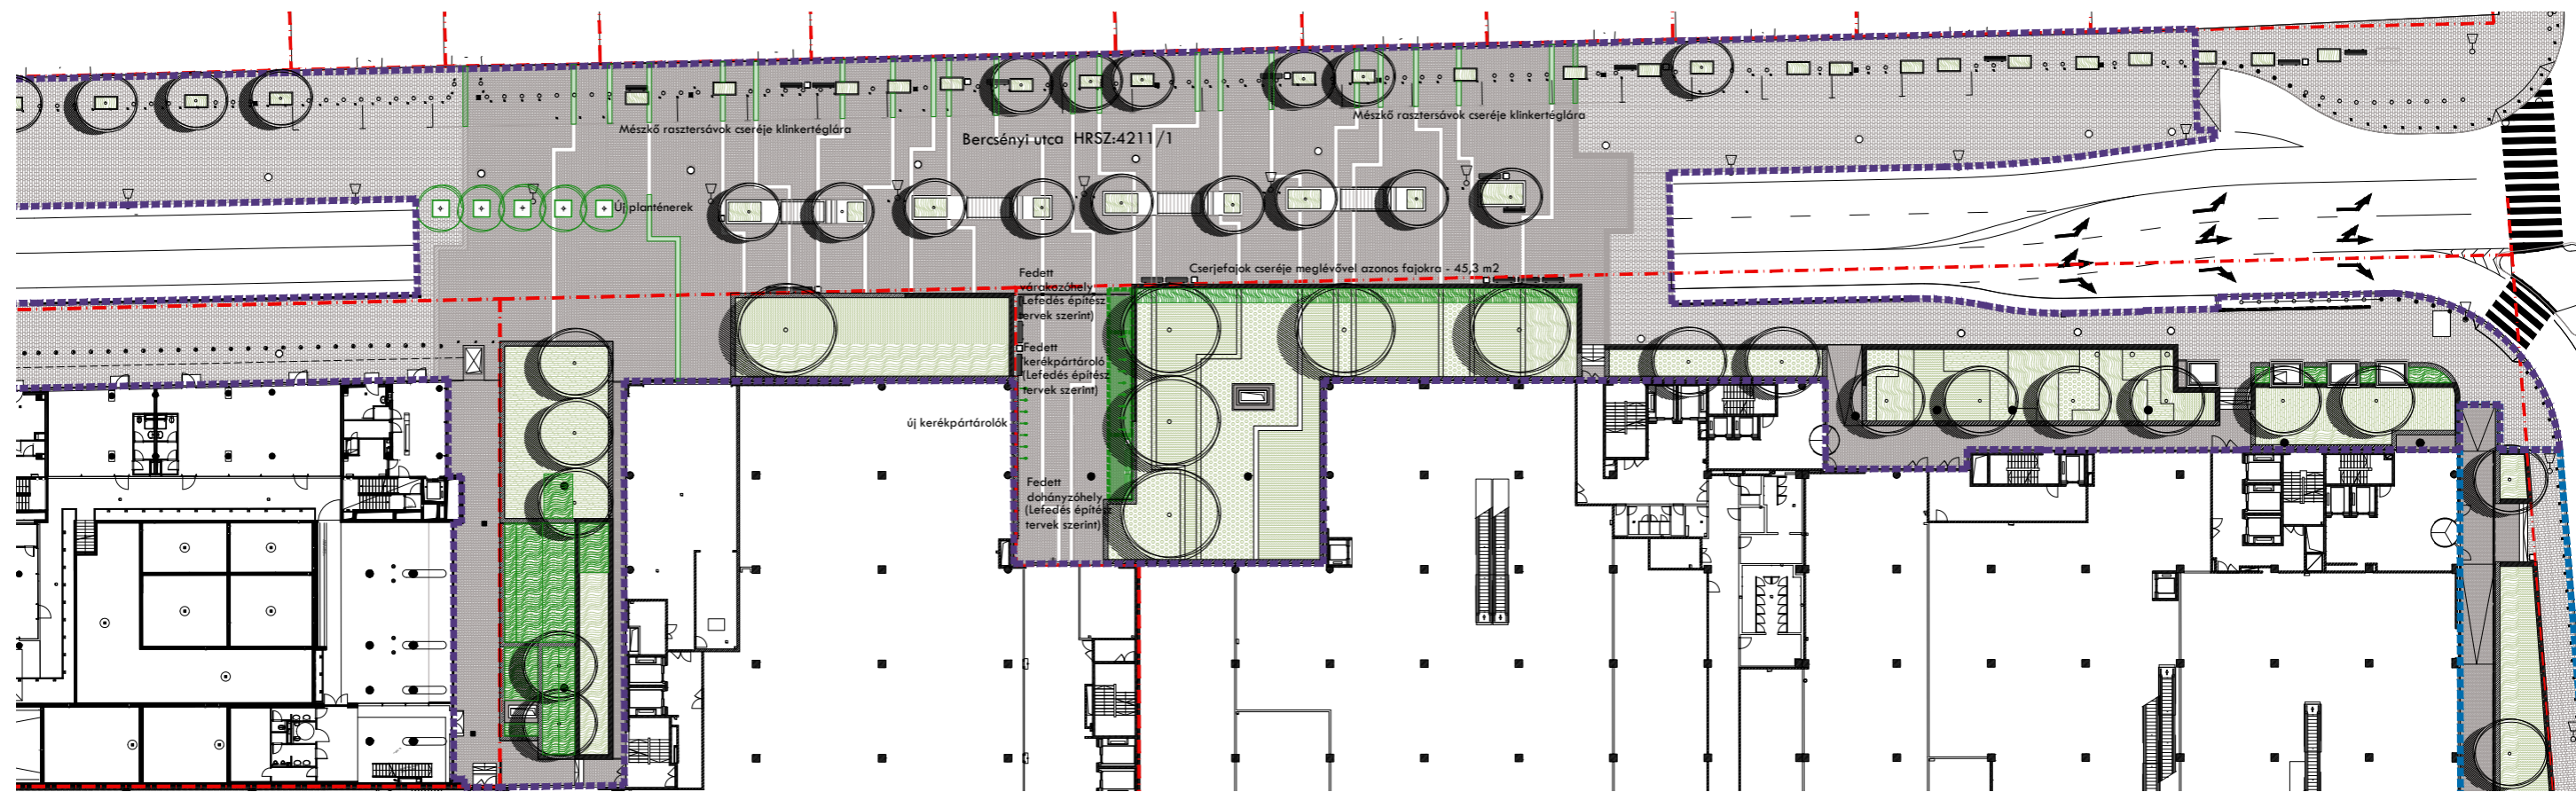 Mészkő rasztersávok cseréje klinkertéglára
Mészkő rasztersávok cseréje klinkertéglára
Bercsényi utca HRSZ:4211/1
Új planténerek
Cserjefajok cseréje meglévővel azonos fajokra - 45,3 m2
Fedett
várakozóhely
(Lefedés építész
tervek szerint)
Fedett
kerékpártároló
(Lefedés építész
tervek szerint)
új kerékpártárolók
Fedett
dohányzóhely
(Lefedés építész
tervek szerint)